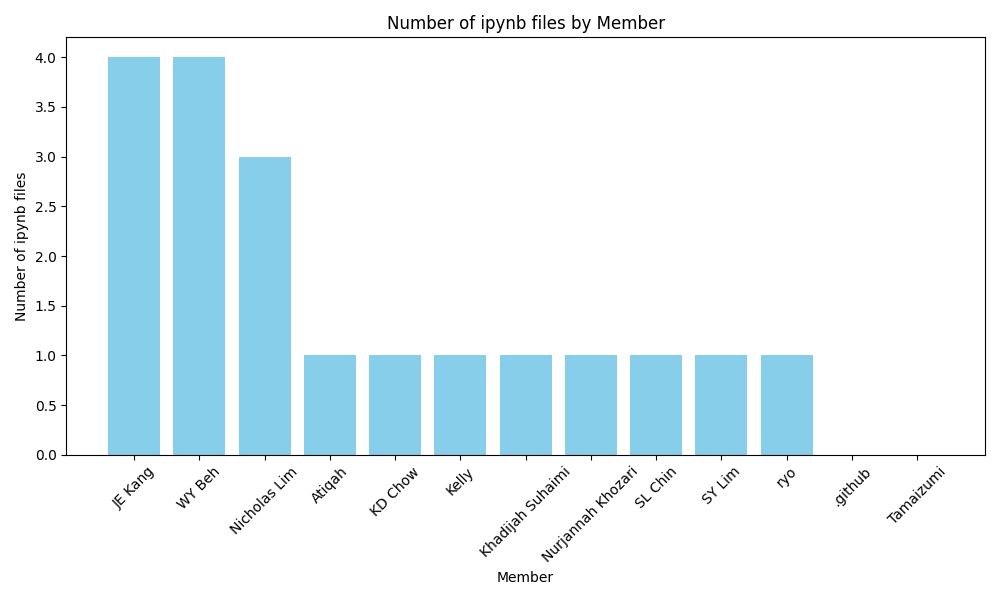 Number of ipynb files by Member
Number of ipynb files
4.0
3.5
3.0
2.5
2.0
1.5
1.0
0.5
0.0
JE Kang
WY Beh
Nicholas Lim
Atiqah
KD Chow
Kelly
Khadijah Suhaimi
Nurjannah Khozari
SL Chin
SY Lim
ryo
.github
Tamaizumi
Member